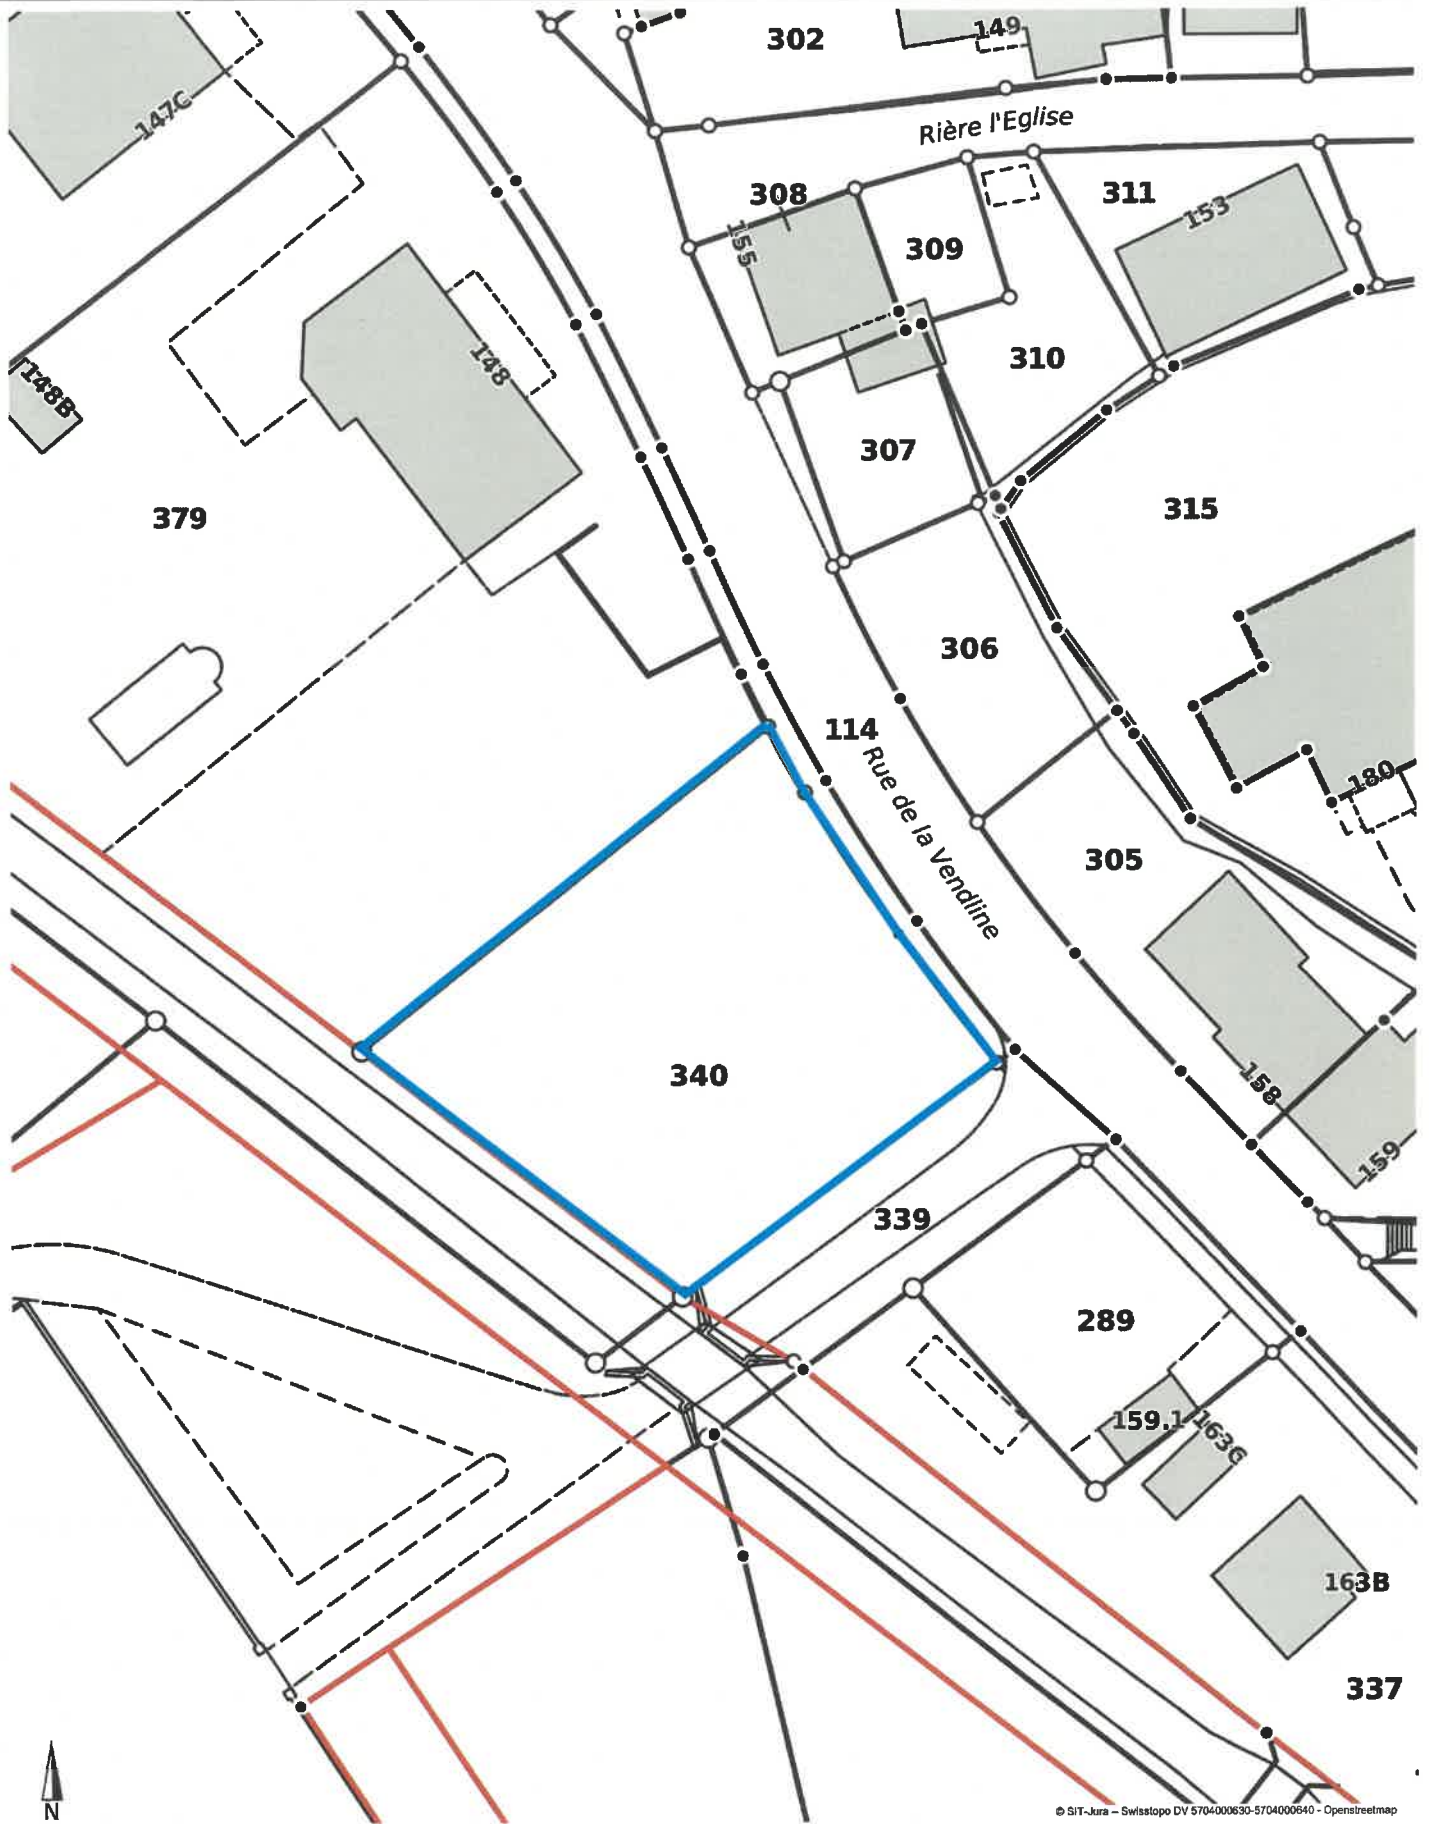 302
149
147C
Rière l'Eglise
308
311
153
155
309
148
310
148B
307
379
315
306
114
Rue de la Vendline
180
305
340
158
159
339
289
159.1
163C
163B
337
N
© SIT-Jura – Swisstopo DV 5704000630-5704000640 - Openstreetmap